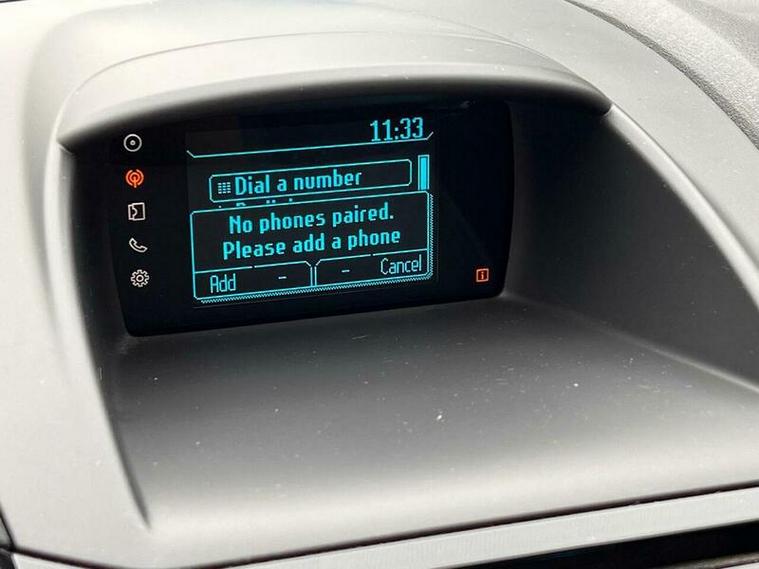 11:33
Dial a number
No phones paired.
Please add a phone
Add - - Cancel